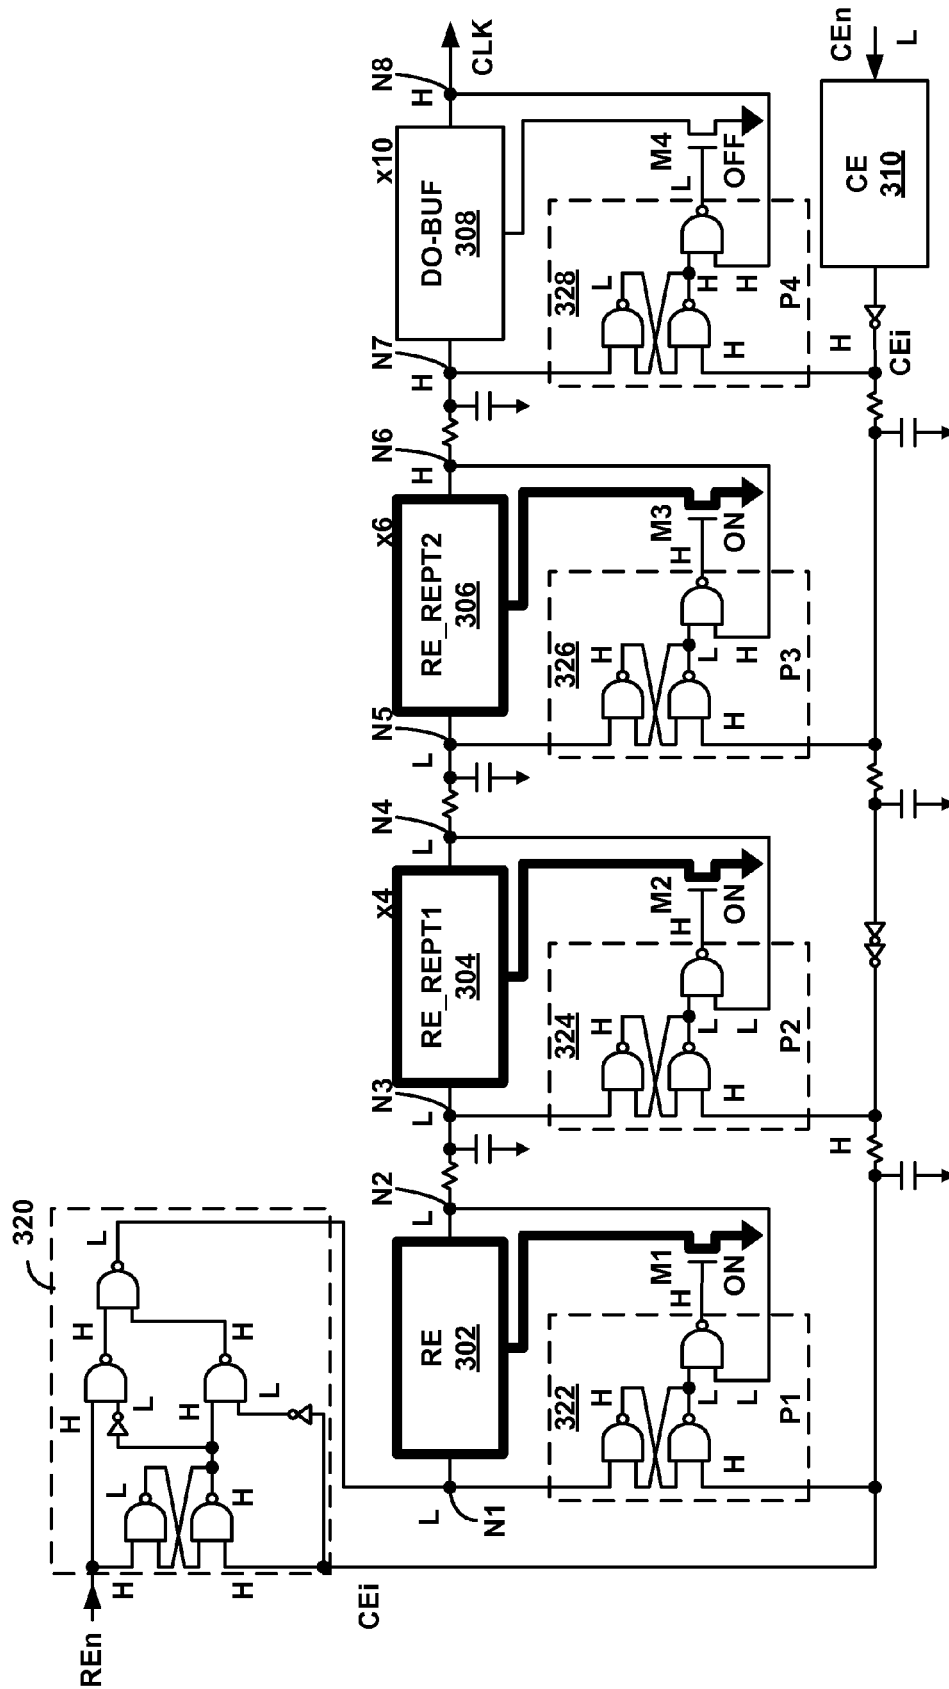 320
REn
H
H
L
H
H
L
H
L
H
H
L
CEi
L
N1
RE
302
N2
L
N3
L
x4
RE_REPT1
304
N4
L
N5
L
x6
RE_REPT2
306
N6
H
N7
H
x10
DO-BUF
308
N8
H
CLK
322
H
L
L
H
H
M1
ON
P1
324
H
L
L
H
H
M2
ON
P2
326
H
L
H
H
H
M3
ON
P3
328
L
H
H
H
L
M4
OFF
P4
H
H
CEi
CE
310
CEn
L